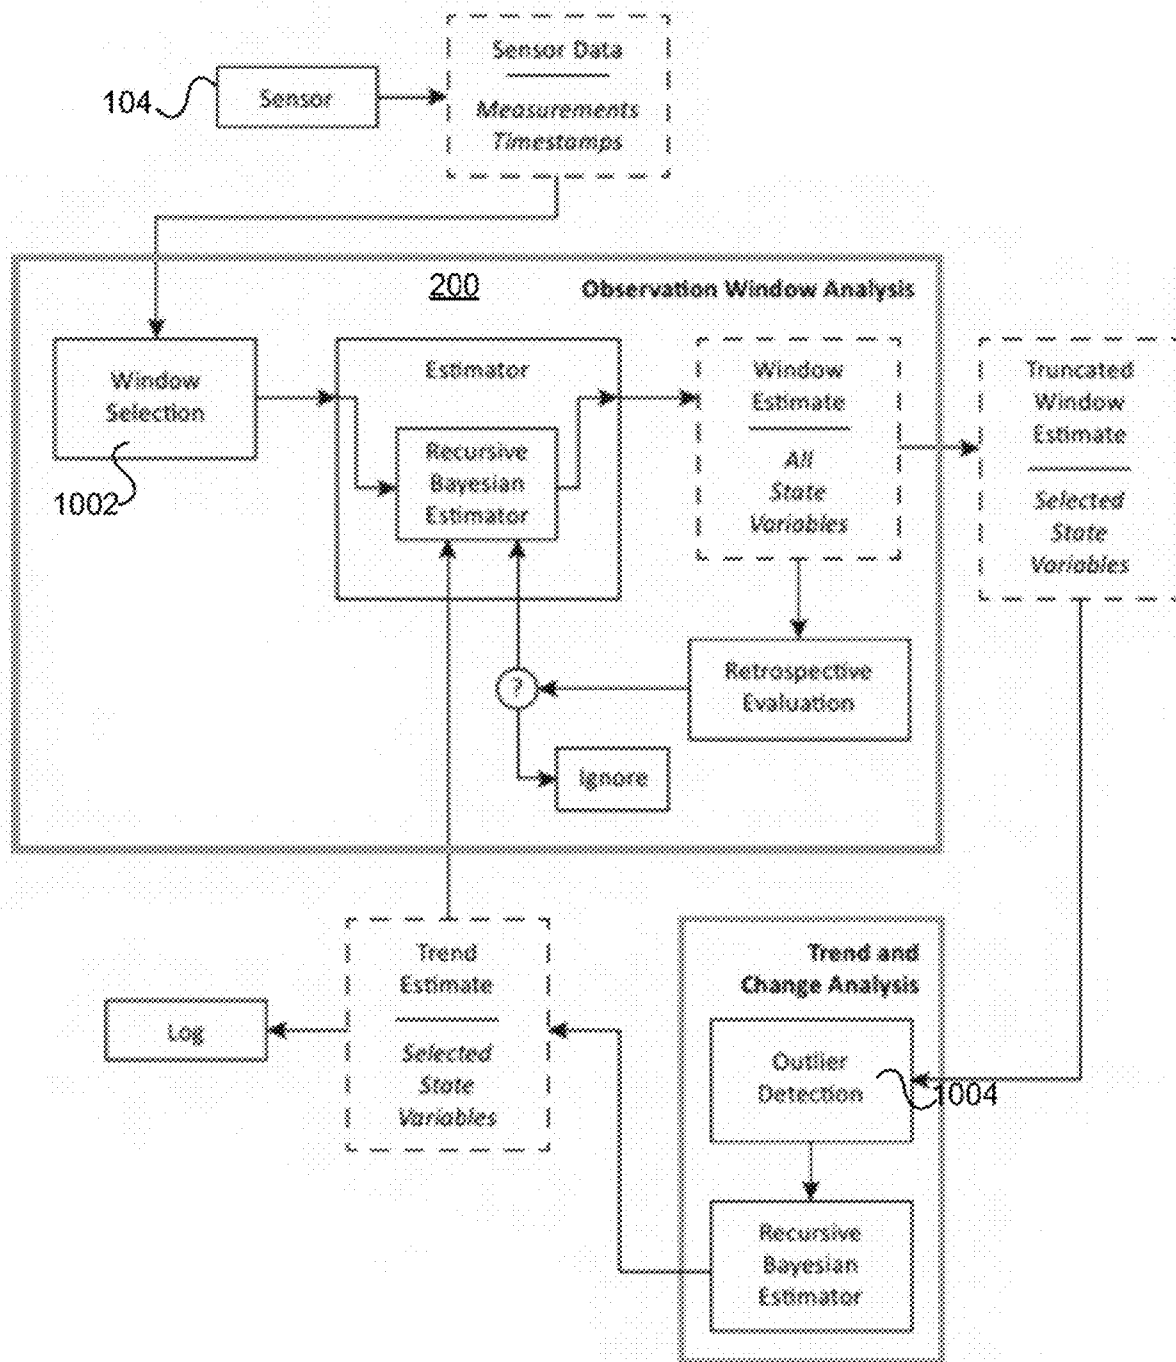 Sensor Data
104
Sensor
Measurements
Timestamps
200
Observation Window Analysis
Window
Selection
1002
Estimator
Recursive
Bayesian
Estimator
Window
Estimate
All
State
Variables
Truncated
Window
Estimate
Selected
State
Variables
Retrospective
Evaluation
?
ignore
Trend
Estimate
Selected
State
Variables
Log
Trend and
Change Analysis
Outlier
Detection
1004
Recursive
Bayesian
Estimator